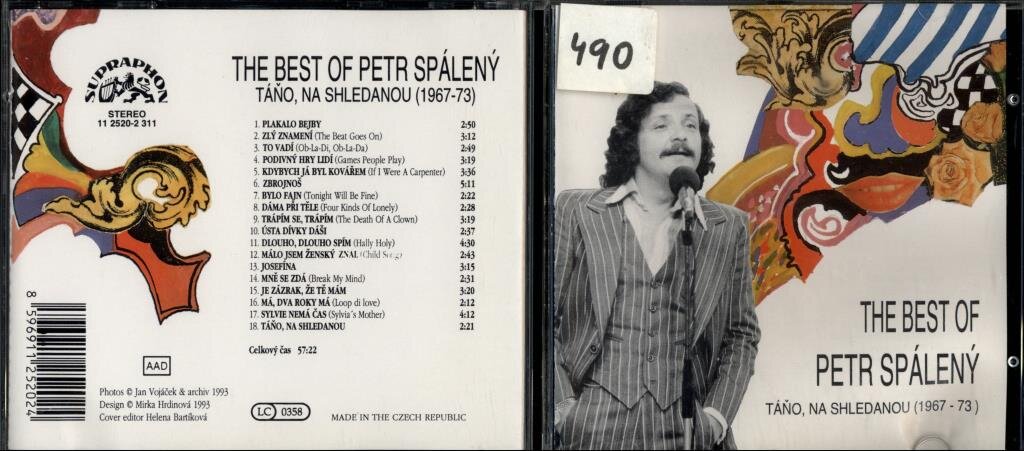 SUPRAPHON
STEREO
11 2520-2 311
THE BEST OF PETR SPÁLENÝ
TÁŇO, NA SHLEDANOU (1967-73)
1. PLAKALO BEJBY 2:50
2. ZLÝ ZNAMENÍ (The Beat Goes On) 3:12
3. TO VADÍ (Ob-La-Di, Ob-La-Da) 2:49
4. PODIVNÝ HRY LIDÍ (Games People Play) 3:19
5. KDYBYCH JÁ BYL KOVÁŘEM (If I Were A Carpenter) 3:36
6. ZBROJNOŠ 5:11
7. BYLO FAJN (Tonight Will Be Fine) 2:22
8. DÁMA PŘI TĚLE (Four Kinds Of Lonely) 2:28
9. TRÁPÍM SE, TRÁPÍM (The Death Of A Clown) 3:19
10. ÚSTA DÍVKY DÁŠI 2:37
11. DLOUHO, DLOUHO SPÍM (Hally Holy) 4:30
12. MÁLO JSEM ŽENSKÝ ZNAL (Child Song) 2:43
13. JOSEFÍNA 3:15
14. MNĚ SE ZDÁ (Break My Mind) 2:31
15. JE ZÁZRAK, ŽE TĚ MÁM 3:20
16. MÁ, DVA ROKY MÁ (Loop di love) 2:12
17. SYLVIE NEMÁ ČAS (Sylvia´s Mother) 4:12
18. TÁŇO, NA SHLEDANOU 2:21
Celkový čas 57:22
8 596911 252024
AAD
Photos © Jan Vojáček & archiv 1993
Design © Mirka Hrdinová 1993
Cover editor Helena Bartíková
LC 0358
MADE IN THE CZECH REPUBLIC
490
THE BEST OF
PETR SPÁLENÝ
TÁŇO, NA SHLEDANOU (1967 - 73 )